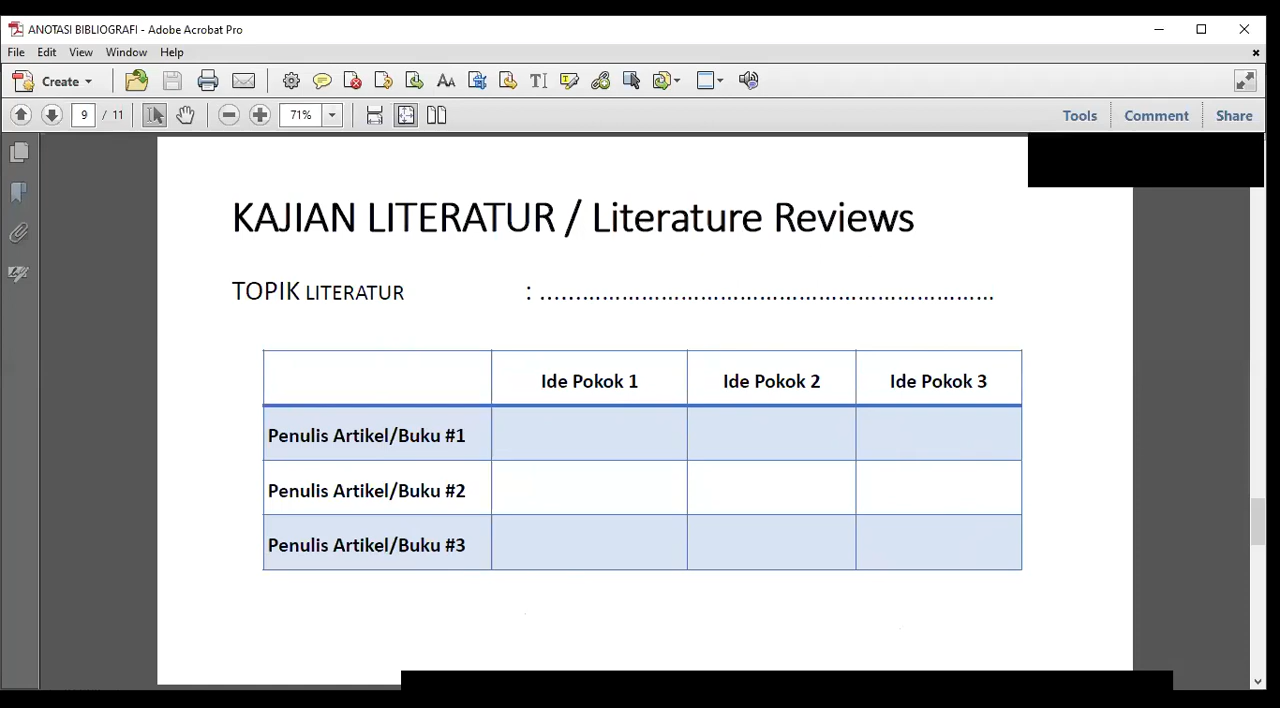 ANOTASI BIBLIOGRAFI - Adobe Acrobat Pro
File Edit View Window Help
Create
9 / 11 71% Tools Comment Share
KAJIAN LITERATUR / Literature Reviews
TOPIK LITERATUR : ...............................................................
Ide Pokok 1 Ide Pokok 2 Ide Pokok 3
Penulis Artikel/Buku #1
Penulis Artikel/Buku #2
Penulis Artikel/Buku #3